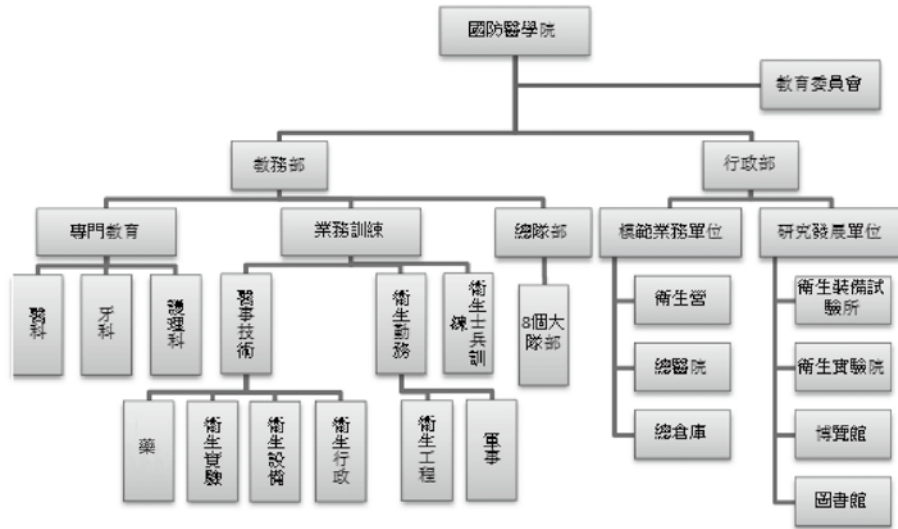 國防醫學院
教育委員會
教務部
行政部
專門教育
業務訓練
總隊部
模範業務單位
研究發展單位
醫科
牙科
護理科
醫事技術
衛生勤務
衛生士兵訓
練
8個大
隊部
衛生營
總醫院
總倉庫
衛生裝備試
驗所
衛生實驗院
博覽館
圖書館
藥
衛生實驗
衛生設備
衛生行政
衛生工程
軍事